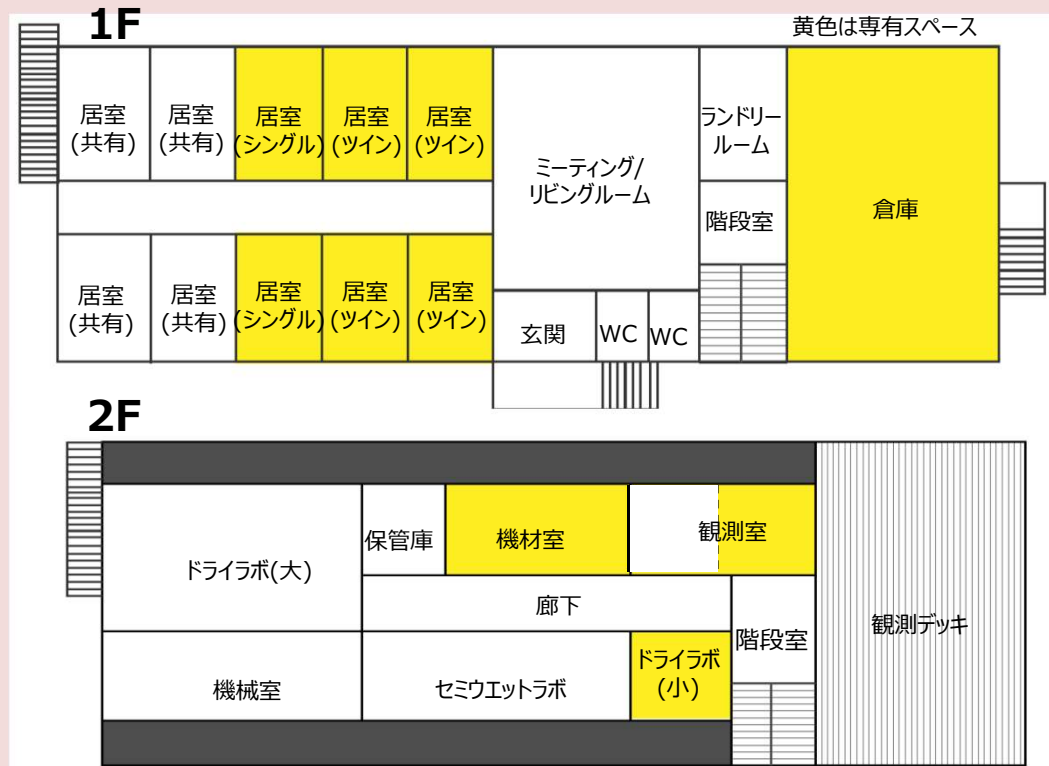 1F
黄色は専有スペース
居室
(共有)
居室
(共有)
居室
(シングル)
居室
(ツイン)
居室
(ツイン)
ミーティング/
リビングルーム
ランドリー
ルーム
階段室
倉庫
居室
(共有)
居室
(共有)
居室
(シングル)
居室
(ツイン)
居室
(ツイン)
玄関
WC
WC
2F
ドライラボ(大)
保管庫
機材室
観測室
廊下
階段室
観測デッキ
機械室
セミウエットラボ
ドライラボ
(小)